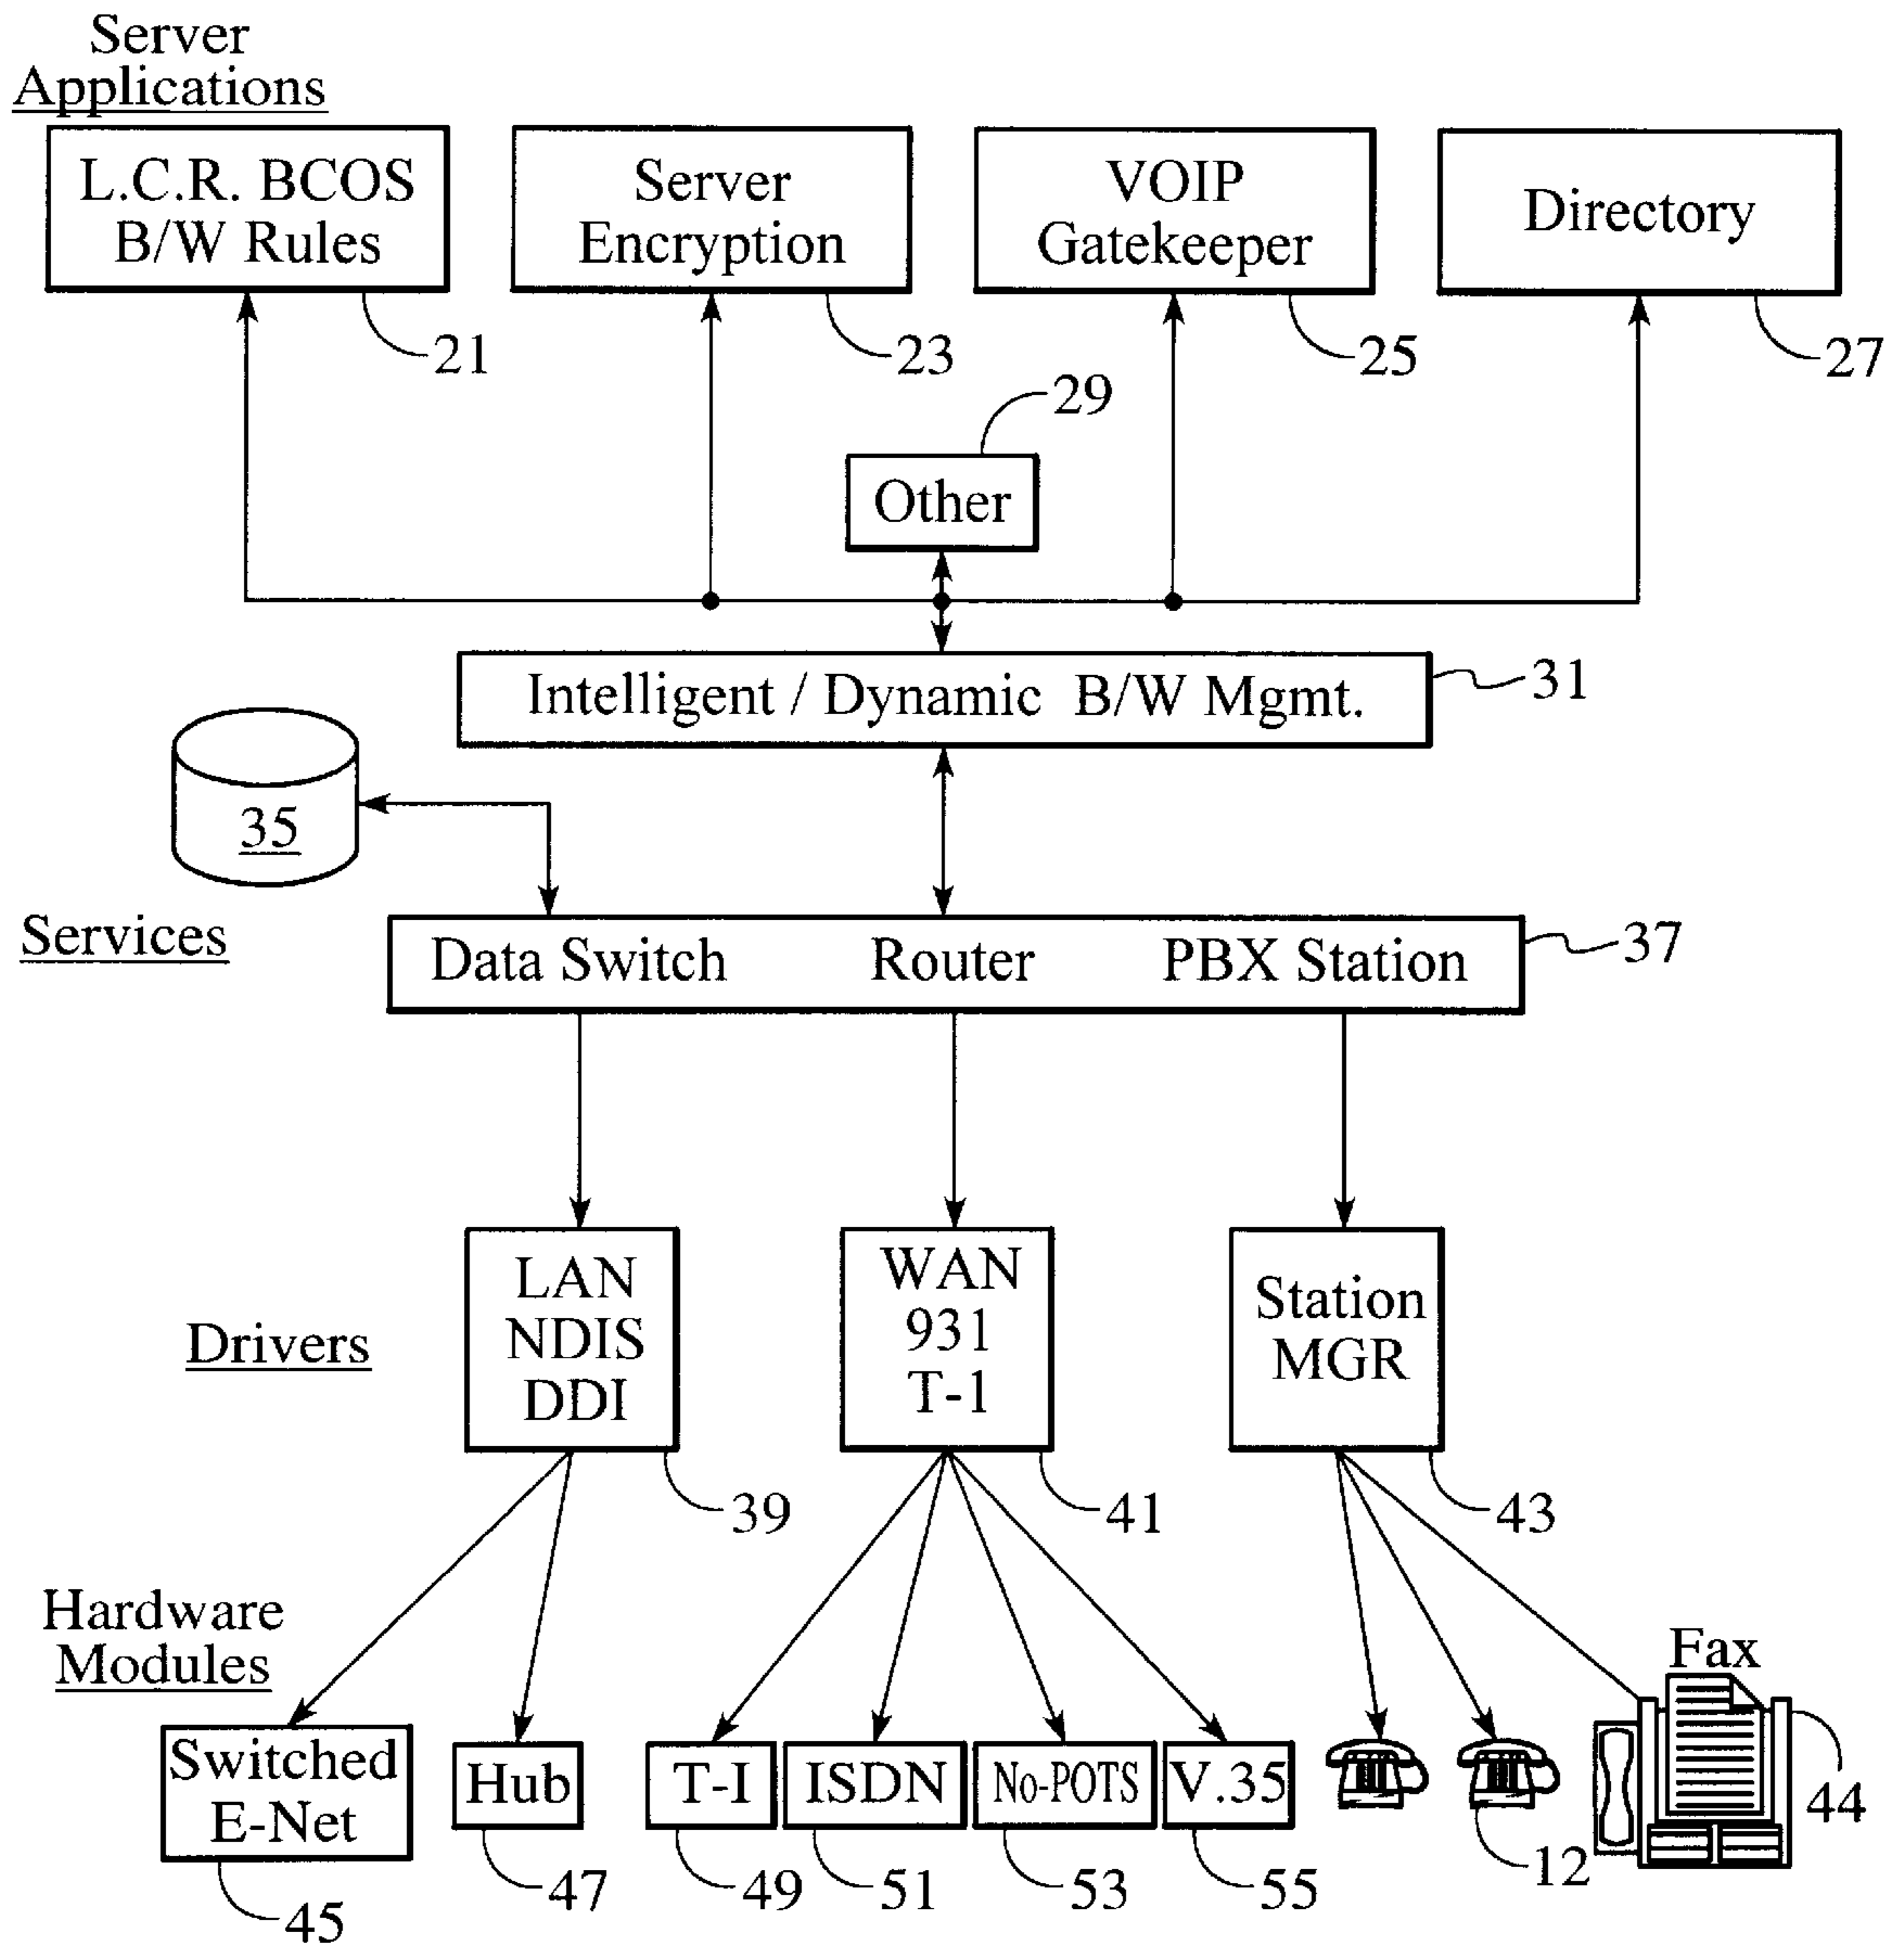 Server
Applications
L.C.R. BCOS
B/W Rules
21
Server
Encryption
23
VOIP
Gatekeeper
25
Directory
27
29
Other
Intelligent / Dynamic B/W Mgmt.
31
35
Services
Data Switch Router PBX Station
37
Drivers
LAN
NDIS
DDI
39
WAN
931
T-1
41
Station
MGR
43
Hardware
Modules
Switched
E-Net
45
Hub
47
T-I
49
ISDN
51
No-POTS
53
V.35
55
12
Fax
44